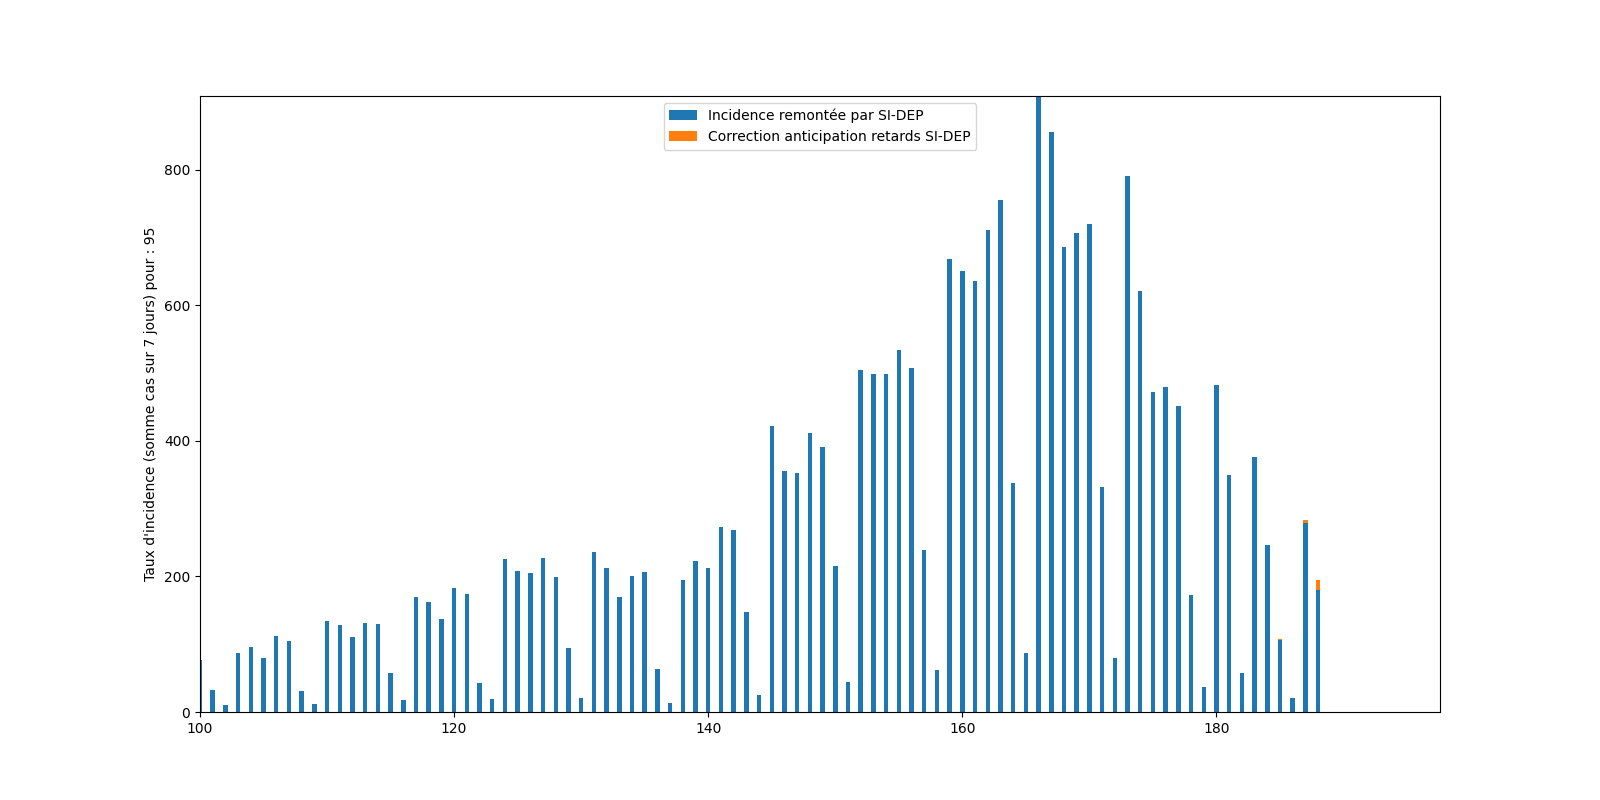 Incidence remontée par SI-DEP
Correction anticipation retards SI-DEP
Taux d'incidence (somme cas sur 7 jours) pour : 95
800
600
400
200
0
100 120 140 160 180